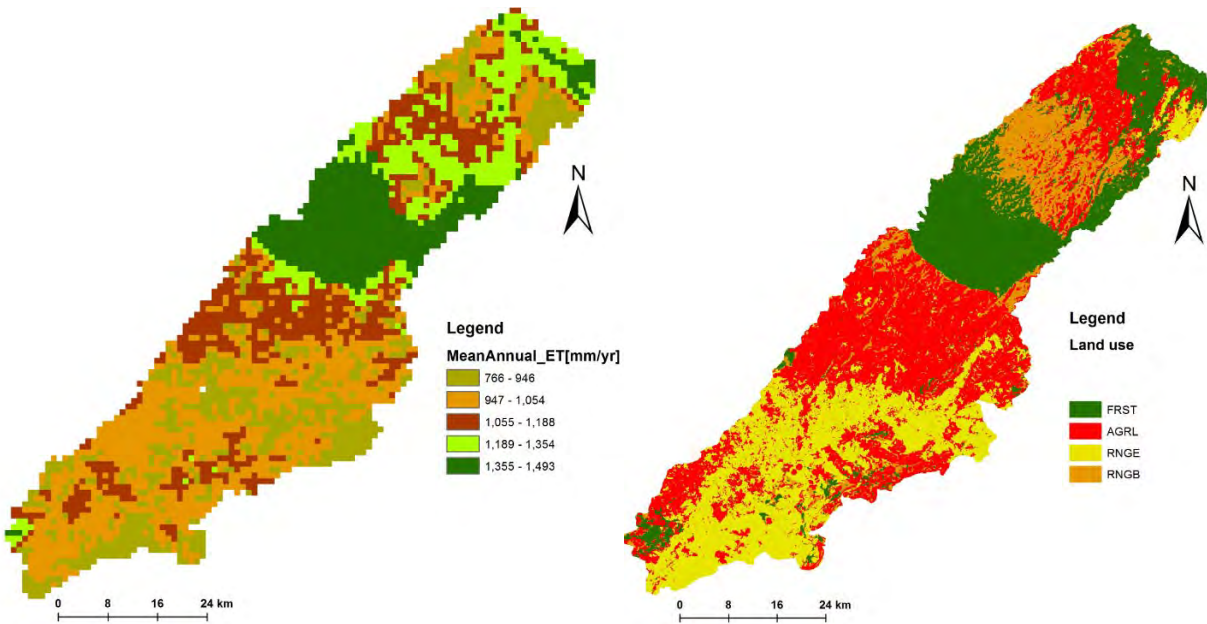 N
Legend
MeanAnnual_ET[mm/yr]
766 - 946
947 - 1,054
1,055 - 1,188
1,189 - 1,354
1,355 - 1,493
0 8 16 24 km
N
Legend
Land use
FRST
AGRL
RNGE
RNGB
0 8 16 24 km